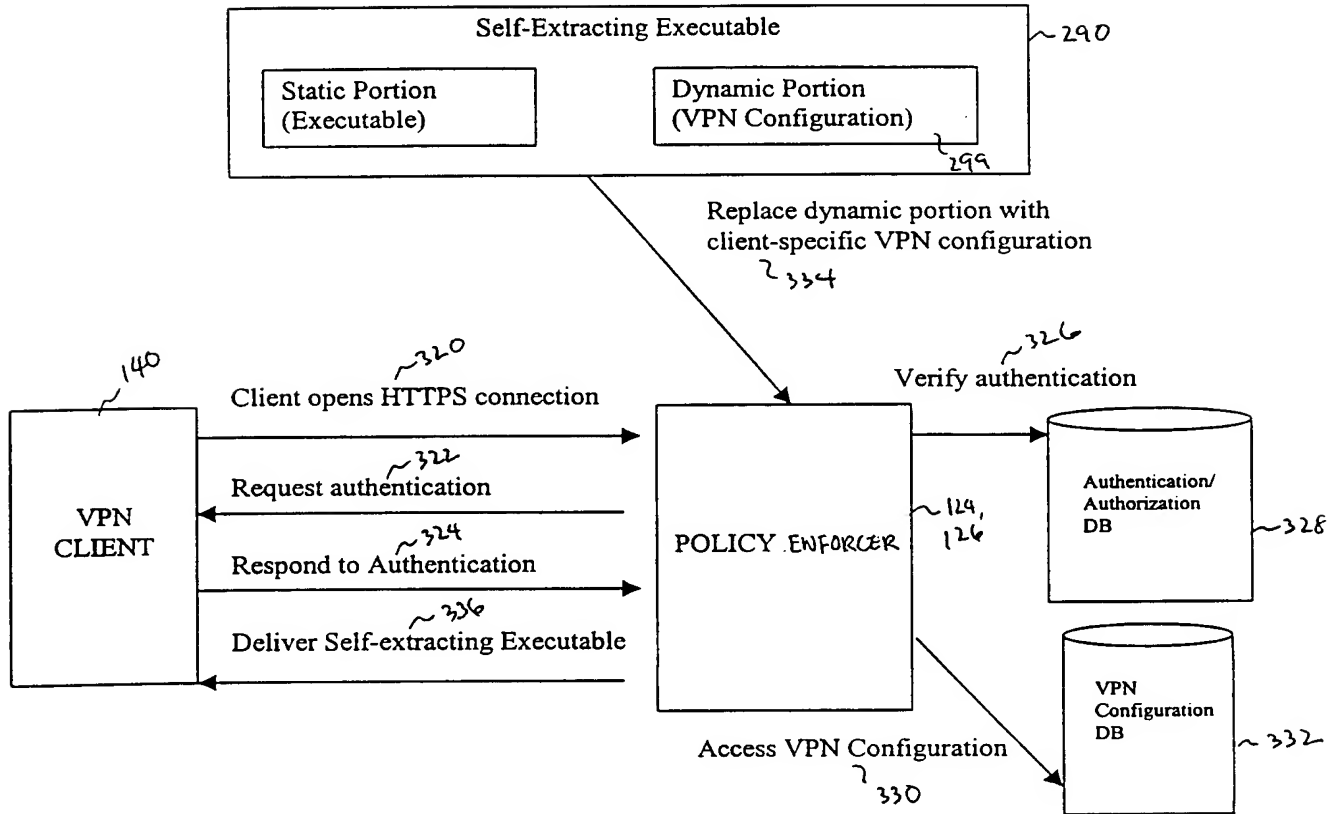 Self-Extracting Executable
290
Static Portion
(Executable)
Dynamic Portion
(VPN Configuration)
299
Replace dynamic portion with
client-specific VPN configuration
334
326
Verify authentication
140
320
Client opens HTTPS connection
322
Request authentication
324
Respond to Authentication
336
Deliver Self-extracting Executable
VPN
CLIENT
POLICY ENFORCER
124,
126
Authentication/
Authorization
DB
328
Access VPN Configuration
330
VPN
Configuration
DB
332